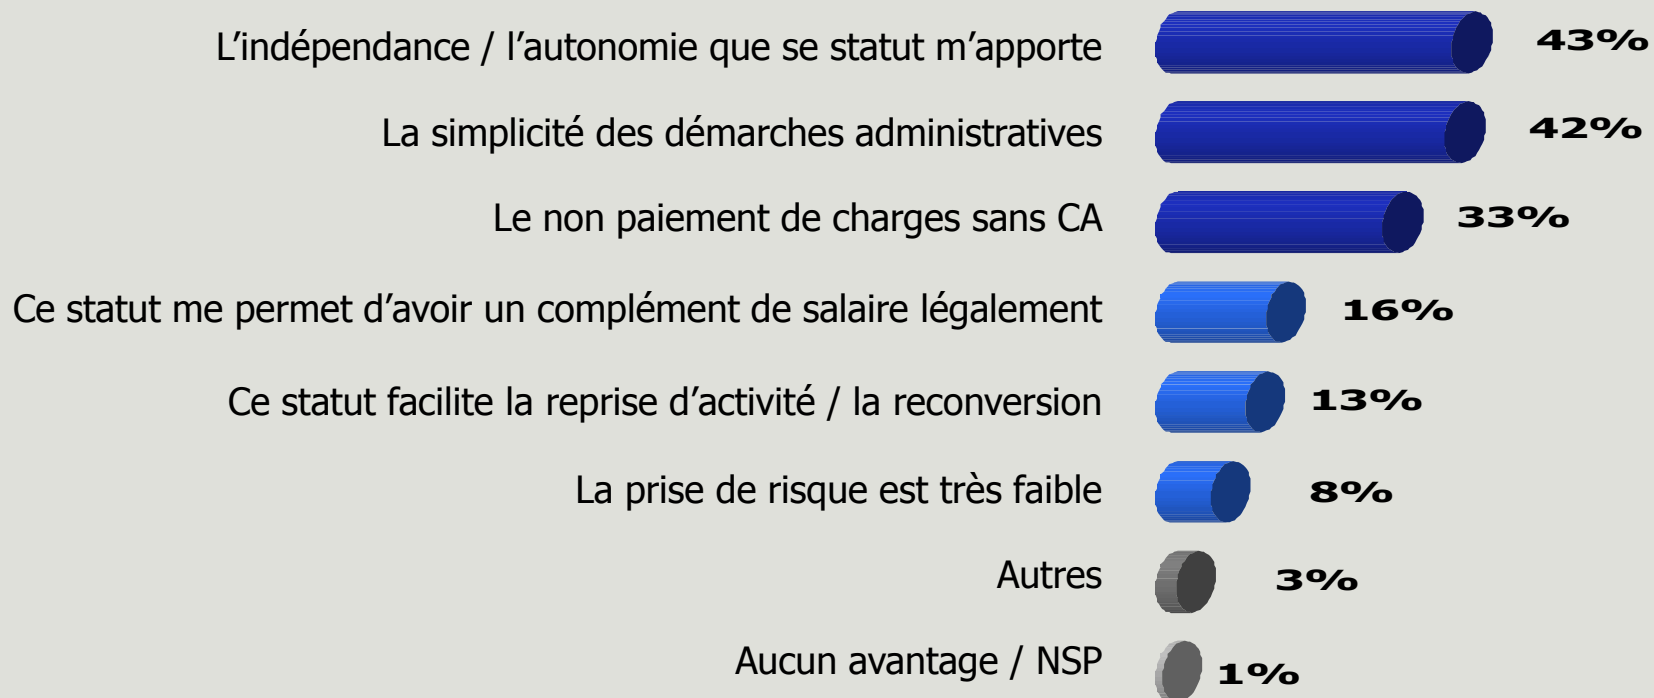 L’indépendance / l’autonomie que se statut m’apporte 43%
La simplicité des démarches administratives 42%
Le non paiement de charges sans CA 33%
Ce statut me permet d’avoir un complément de salaire légalement 16%
Ce statut facilite la reprise d’activité / la reconversion 13%
La prise de risque est très faible 8%
Autres 3%
Aucun avantage / NSP 1%